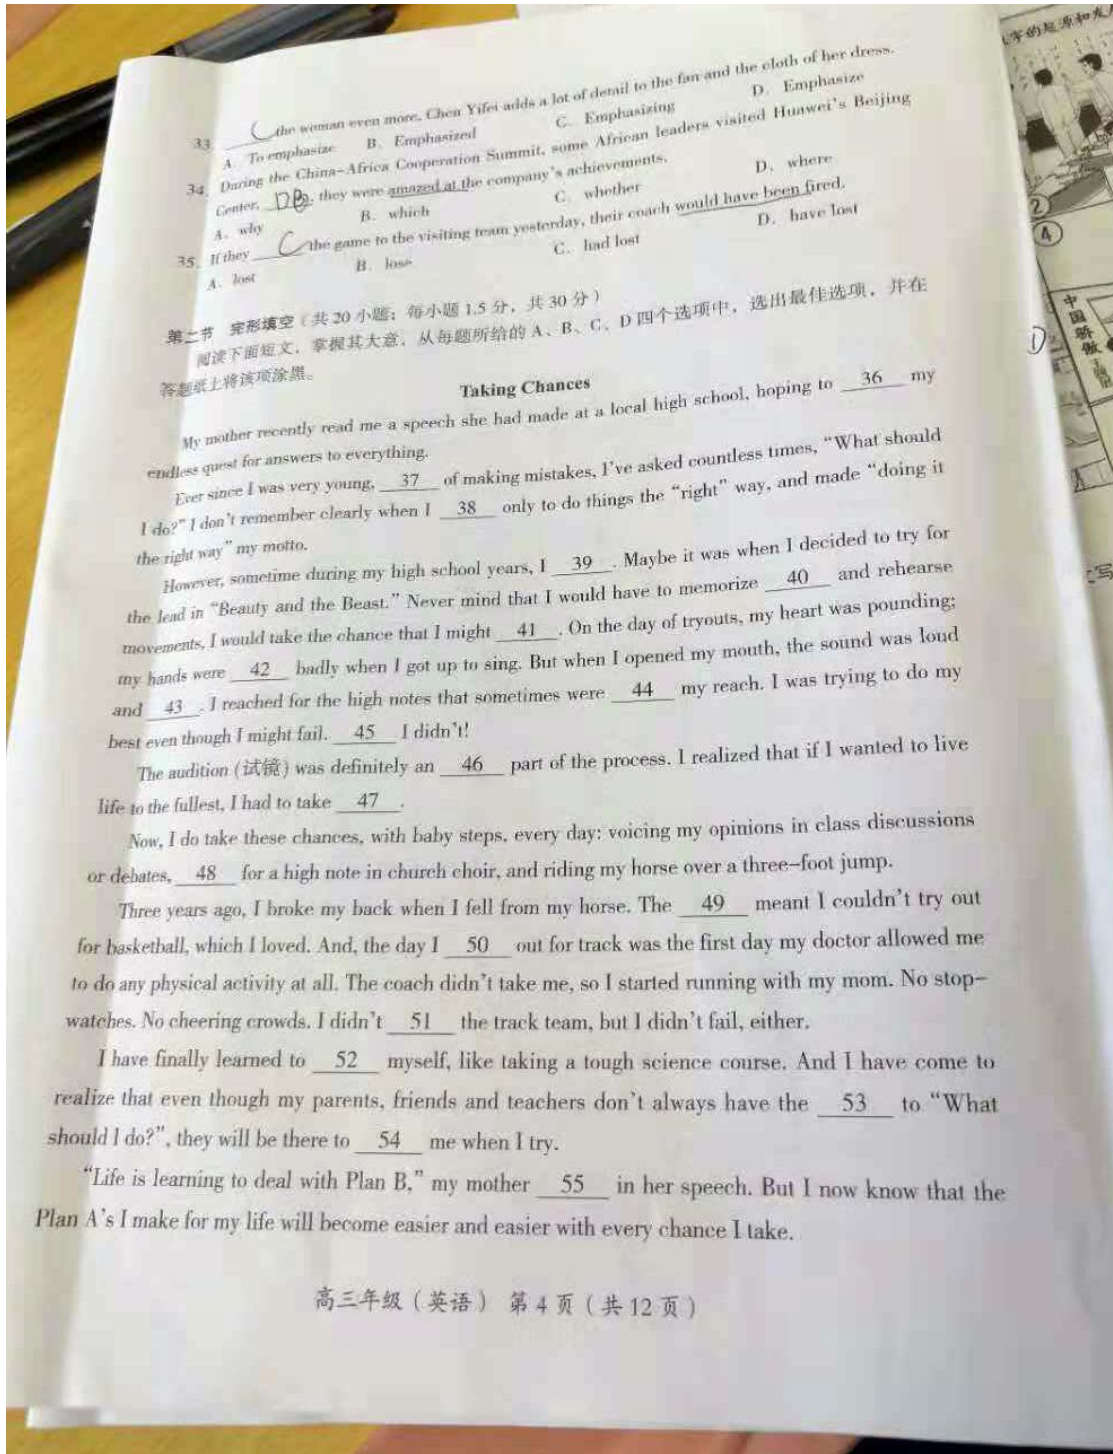 33. ______ the woman even more, Chen Yifei adds a lot of detail to the fan and the cloth of her dress.
C
A. To emphasize B. Emphasized C. Emphasizing D. Emphasize
34. During the China-Africa Cooperation Summit, some African leaders visited Huawei's Beijing
Center, ______, they were amazed at the company's achievements.
A. why B. which C. whether D. where
35. If they ______ the game to the visiting team yesterday, their coach would have been fired.
C
A. lost B. lose C. had lost D. have lost
第二节 完形填空(共20小题;每小题1.5分,共30分)
阅读下面短文,掌握其大意,从每题所给的A、B、C、D四个选项中,选出最佳选项,并在
答题纸上将该项涂黑。
Taking Chances
My mother recently read me a speech she had made at a local high school, hoping to 36 my
endless quest for answers to everything.
Ever since I was very young, 37 of making mistakes, I've asked countless times, "What should
I do?" I don't remember clearly when I 38 only to do things the "right" way, and made "doing it
the right way" my motto.
However, sometime during my high school years, I 39 . Maybe it was when I decided to try for
the lead in "Beauty and the Beast." Never mind that I would have to memorize 40 and rehearse
movements, I would take the chance that I might 41 . On the day of tryouts, my heart was pounding;
my hands were 42 badly when I got up to sing. But when I opened my mouth, the sound was loud
and 43 . I reached for the high notes that sometimes were 44 my reach. I was trying to do my
best even though I might fail. 45 I didn't!
The audition (试镜) was definitely an 46 part of the process. I realized that if I wanted to live
life to the fullest, I had to take 47 .
Now, I do take these chances, with baby steps, every day: voicing my opinions in class discussions
or debates, 48 for a high note in church choir, and riding my horse over a three-foot jump.
Three years ago, I broke my back when I fell from my horse. The 49 meant I couldn't try out
for basketball, which I loved. And, the day I 50 out for track was the first day my doctor allowed me
to do any physical activity at all. The coach didn't take me, so I started running with my mom. No stop-
watches. No cheering crowds. I didn't 51 the track team, but I didn't fail, either.
I have finally learned to 52 myself, like taking a tough science course. And I have come to
realize that even though my parents, friends and teachers don't always have the 53 to "What
should I do?", they will be there to 54 me when I try.
"Life is learning to deal with Plan B," my mother 55 in her speech. But I now know that the
Plan A's I make for my life will become easier and easier with every chance I take.
高三年级(英语) 第4页(共12页)
字的起源和发
2
4
中国骄傲